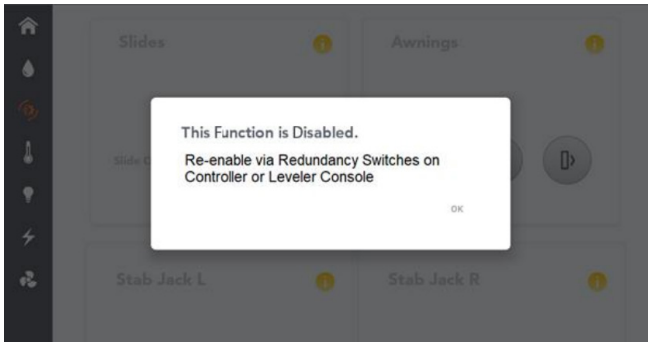 Slides
Awnings
This Function is Disabled.
Re-enable via Redundancy Switches on
Controller or Leveler Console
Slide
OK
Stab Jack L
Stab Jack R